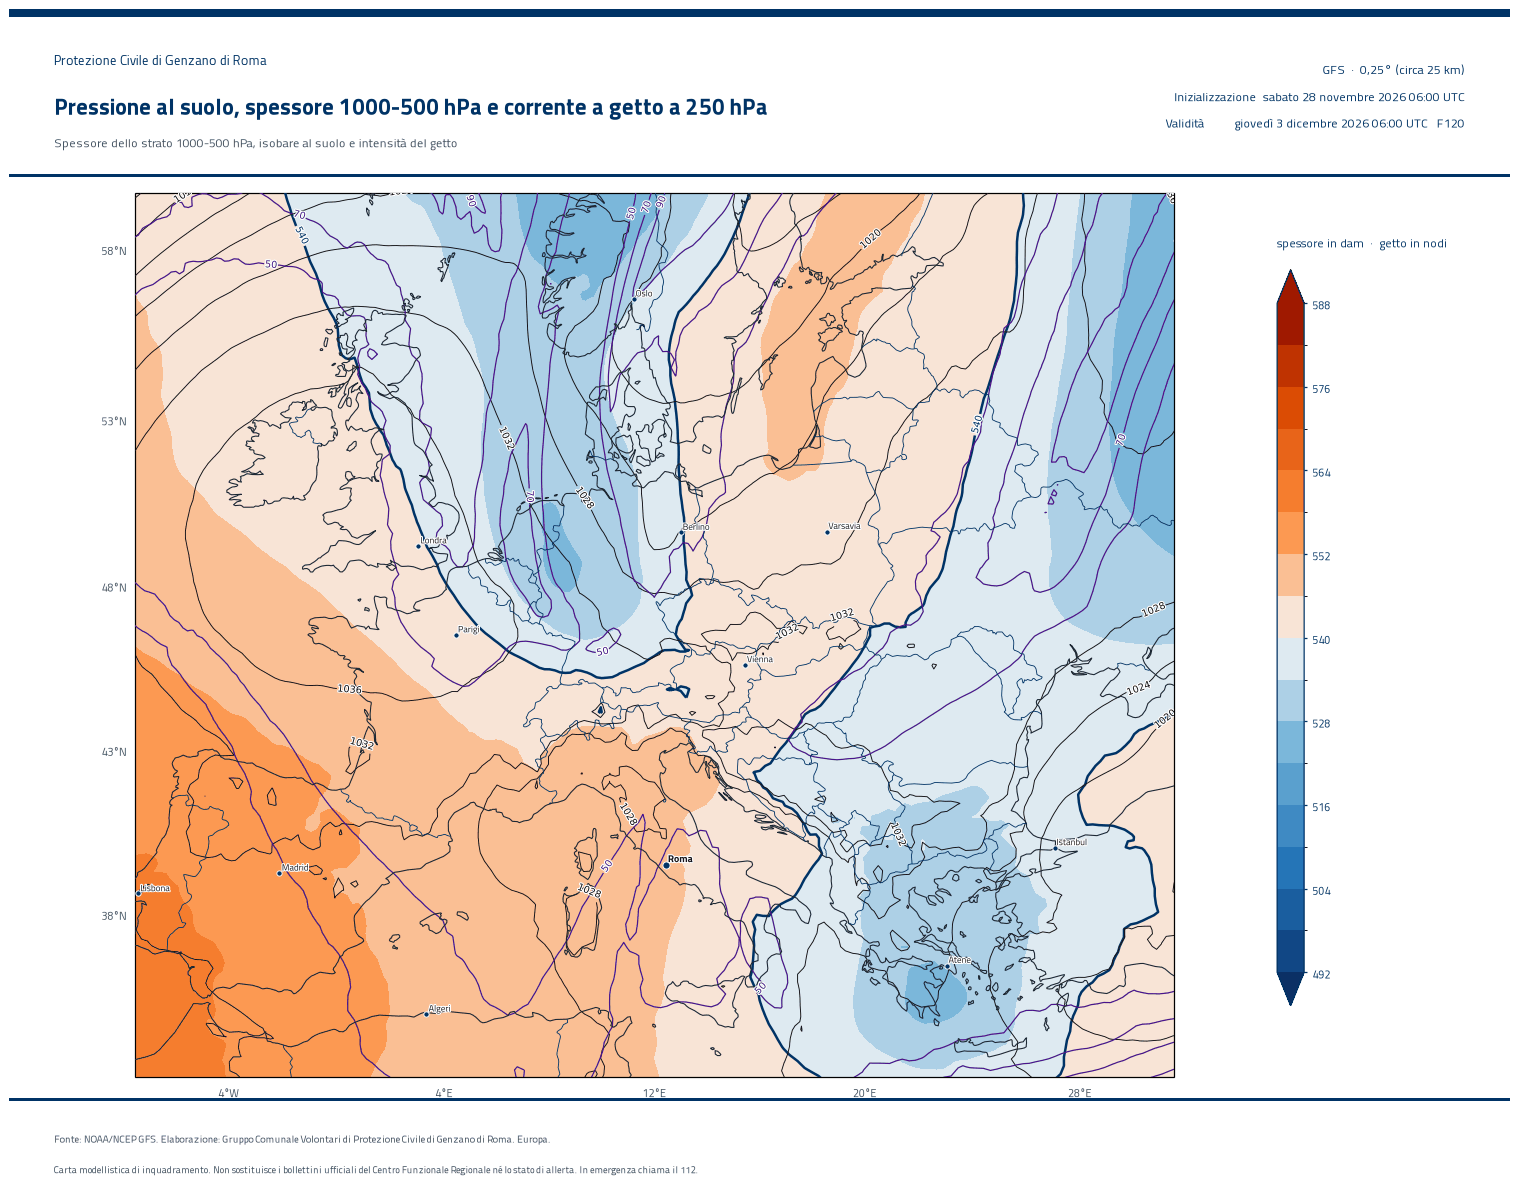 Protezione Civile di Genzano di Roma
Pressione al suolo, spessore 1000-500 hPa e corrente a getto a 250 hPa
Spessore dello strato 1000-500 hPa, isobare al suolo e intensità del getto
GFS · 0,25° (circa 25 km)
Inizializzazione sabato 28 novembre 2026 06:00 UTC
Validità giovedì 3 dicembre 2026 06:00 UTC F120
spessore in dam · getto in nodi
588
576
564
552
540
528
516
504
492
58°N
53°N
48°N
43°N
38°N
4°W
4°E
12°E
20°E
28°E
90
50
70
90
70
540
50
1020
Oslo
1032
540
70
70
1028
Berlino
Varsavia
Londra
1028
1032
1032
Parigi
50
Vienna
1036
1024
1020
1032
1028
1032
Istanbul
Roma
50
Madrid
1028
Lisbona
Atene
50
Algeri
Fonte: NOAA/NCEP GFS. Elaborazione: Gruppo Comunale Volontari di Protezione Civile di Genzano di Roma. Europa.
Carta modellistica di inquadramento. Non sostituisce i bollettini ufficiali del Centro Funzionale Regionale né lo stato di allerta. In emergenza chiama il 112.